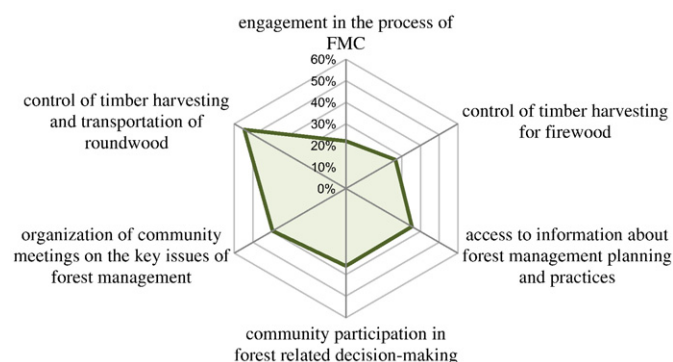 engagement in the process of
FMC
60%
50%
40%
30%
20%
10%
0%
control of timber harvesting
for firewood
access to information about
forest management planning
and practices
community participation in
forest related decision-making
organization of community
meetings on the key issues of
forest management
control of timber harvesting
and transportation of
roundwood